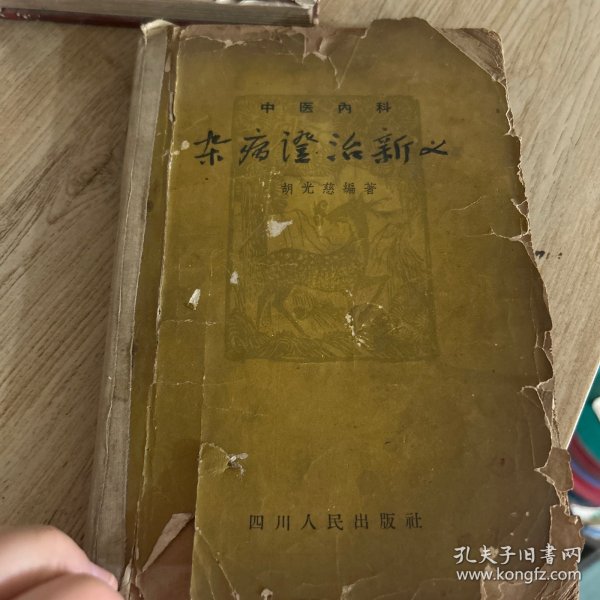 中医内科
杂病證治新义
胡光慈編著
四川人民出版社
孔夫子旧书网
www.kongfz.com